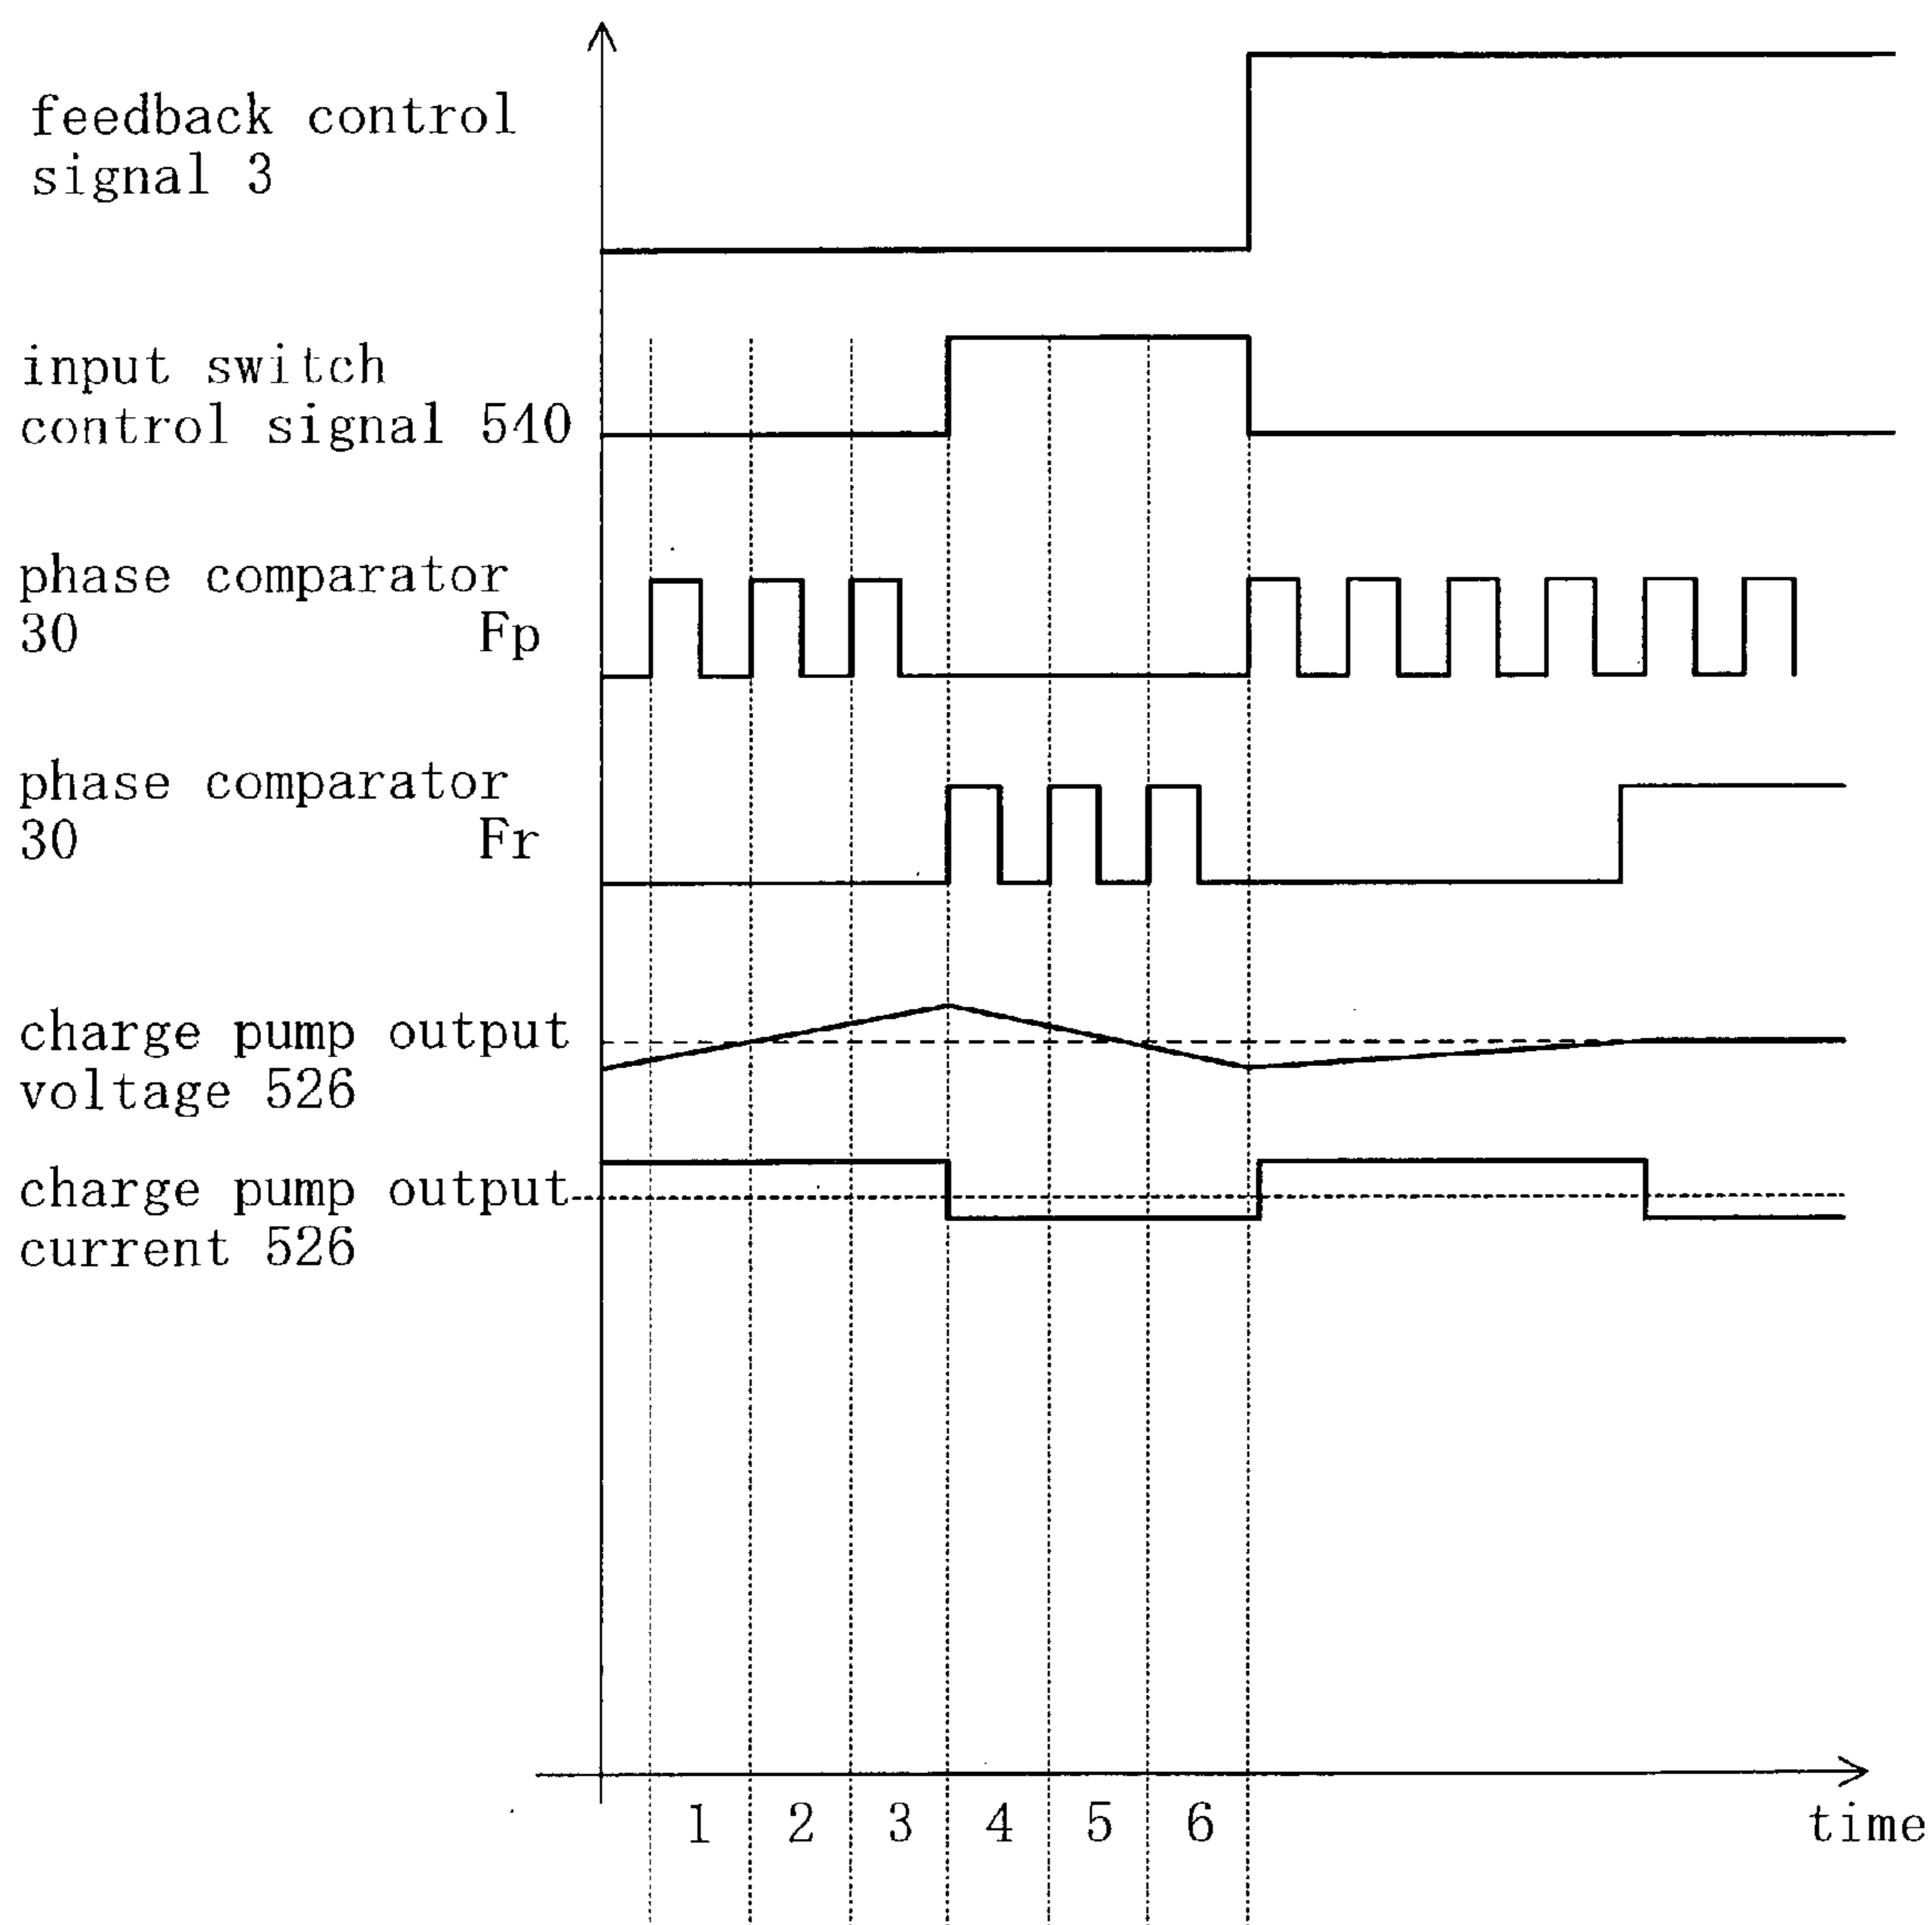 feedback control
signal 3
input switch
control signal 540
phase comparator
30 Fp
phase comparator
30 Fr
charge pump output
voltage 526
charge pump output
current 526
1 2 3 4 5 6 time